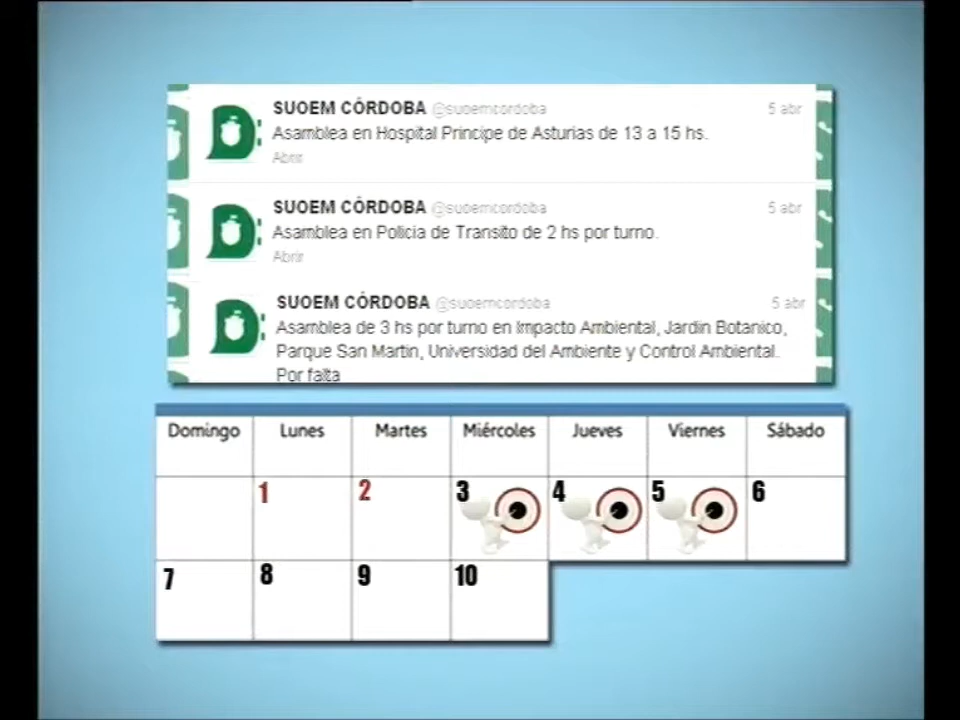 SUOEM CÓRDOBA @suoemcordoba 5 abr
Asamblea en Hospital Principe de Asturias de 13 a 15 hs.
Abrir
SUOEM CÓRDOBA @suoemcordoba 5 abr
Asamblea en Policia de Transito de 2 hs por turno.
Abrir
SUOEM CÓRDOBA @suoemcordoba 5 abr
Asamblea de 3 hs por turno en Impacto Ambiental, Jardin Botanico,
Parque San Martin, Universidad del Ambiente y Control Ambiental.
Por falta
Domingo Lunes Martes Miércoles Jueves Viernes Sábado
1 2 3 4 5 6
7 8 9 10